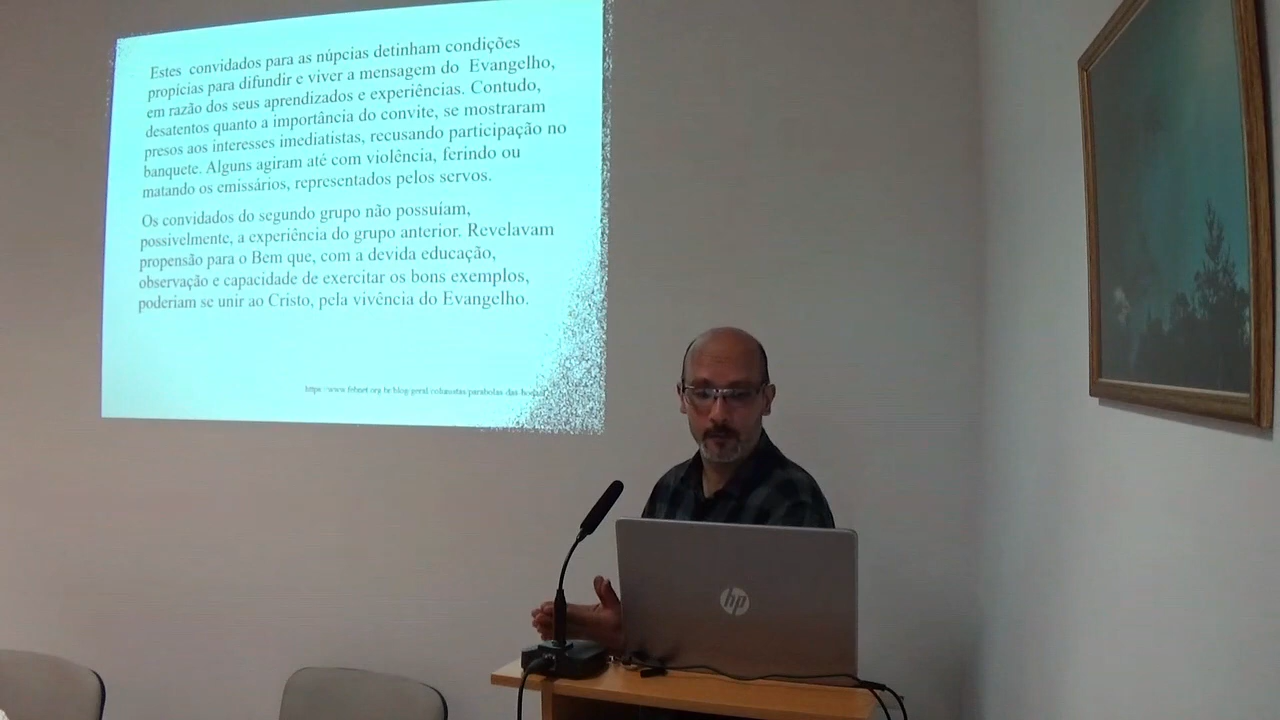 Estes convidados para as núpcias detinham condições
propícias para difundir e viver a mensagem do Evangelho,
em razão dos seus aprendizados e experiências. Contudo,
desatentos quanto a importância do convite, se mostraram
presos aos interesses imediatistas, recusando participação no
banquete. Alguns agiram até com violência, ferindo ou
matando os emissários, representados pelos servos.
Os convidados do segundo grupo não possuíam,
possivelmente, a experiência do grupo anterior. Revelavam
propensão para o Bem que, com a devida educação,
observação e capacidade de exercitar os bons exemplos,
poderiam se unir ao Cristo, pela vivência do Evangelho.
hp